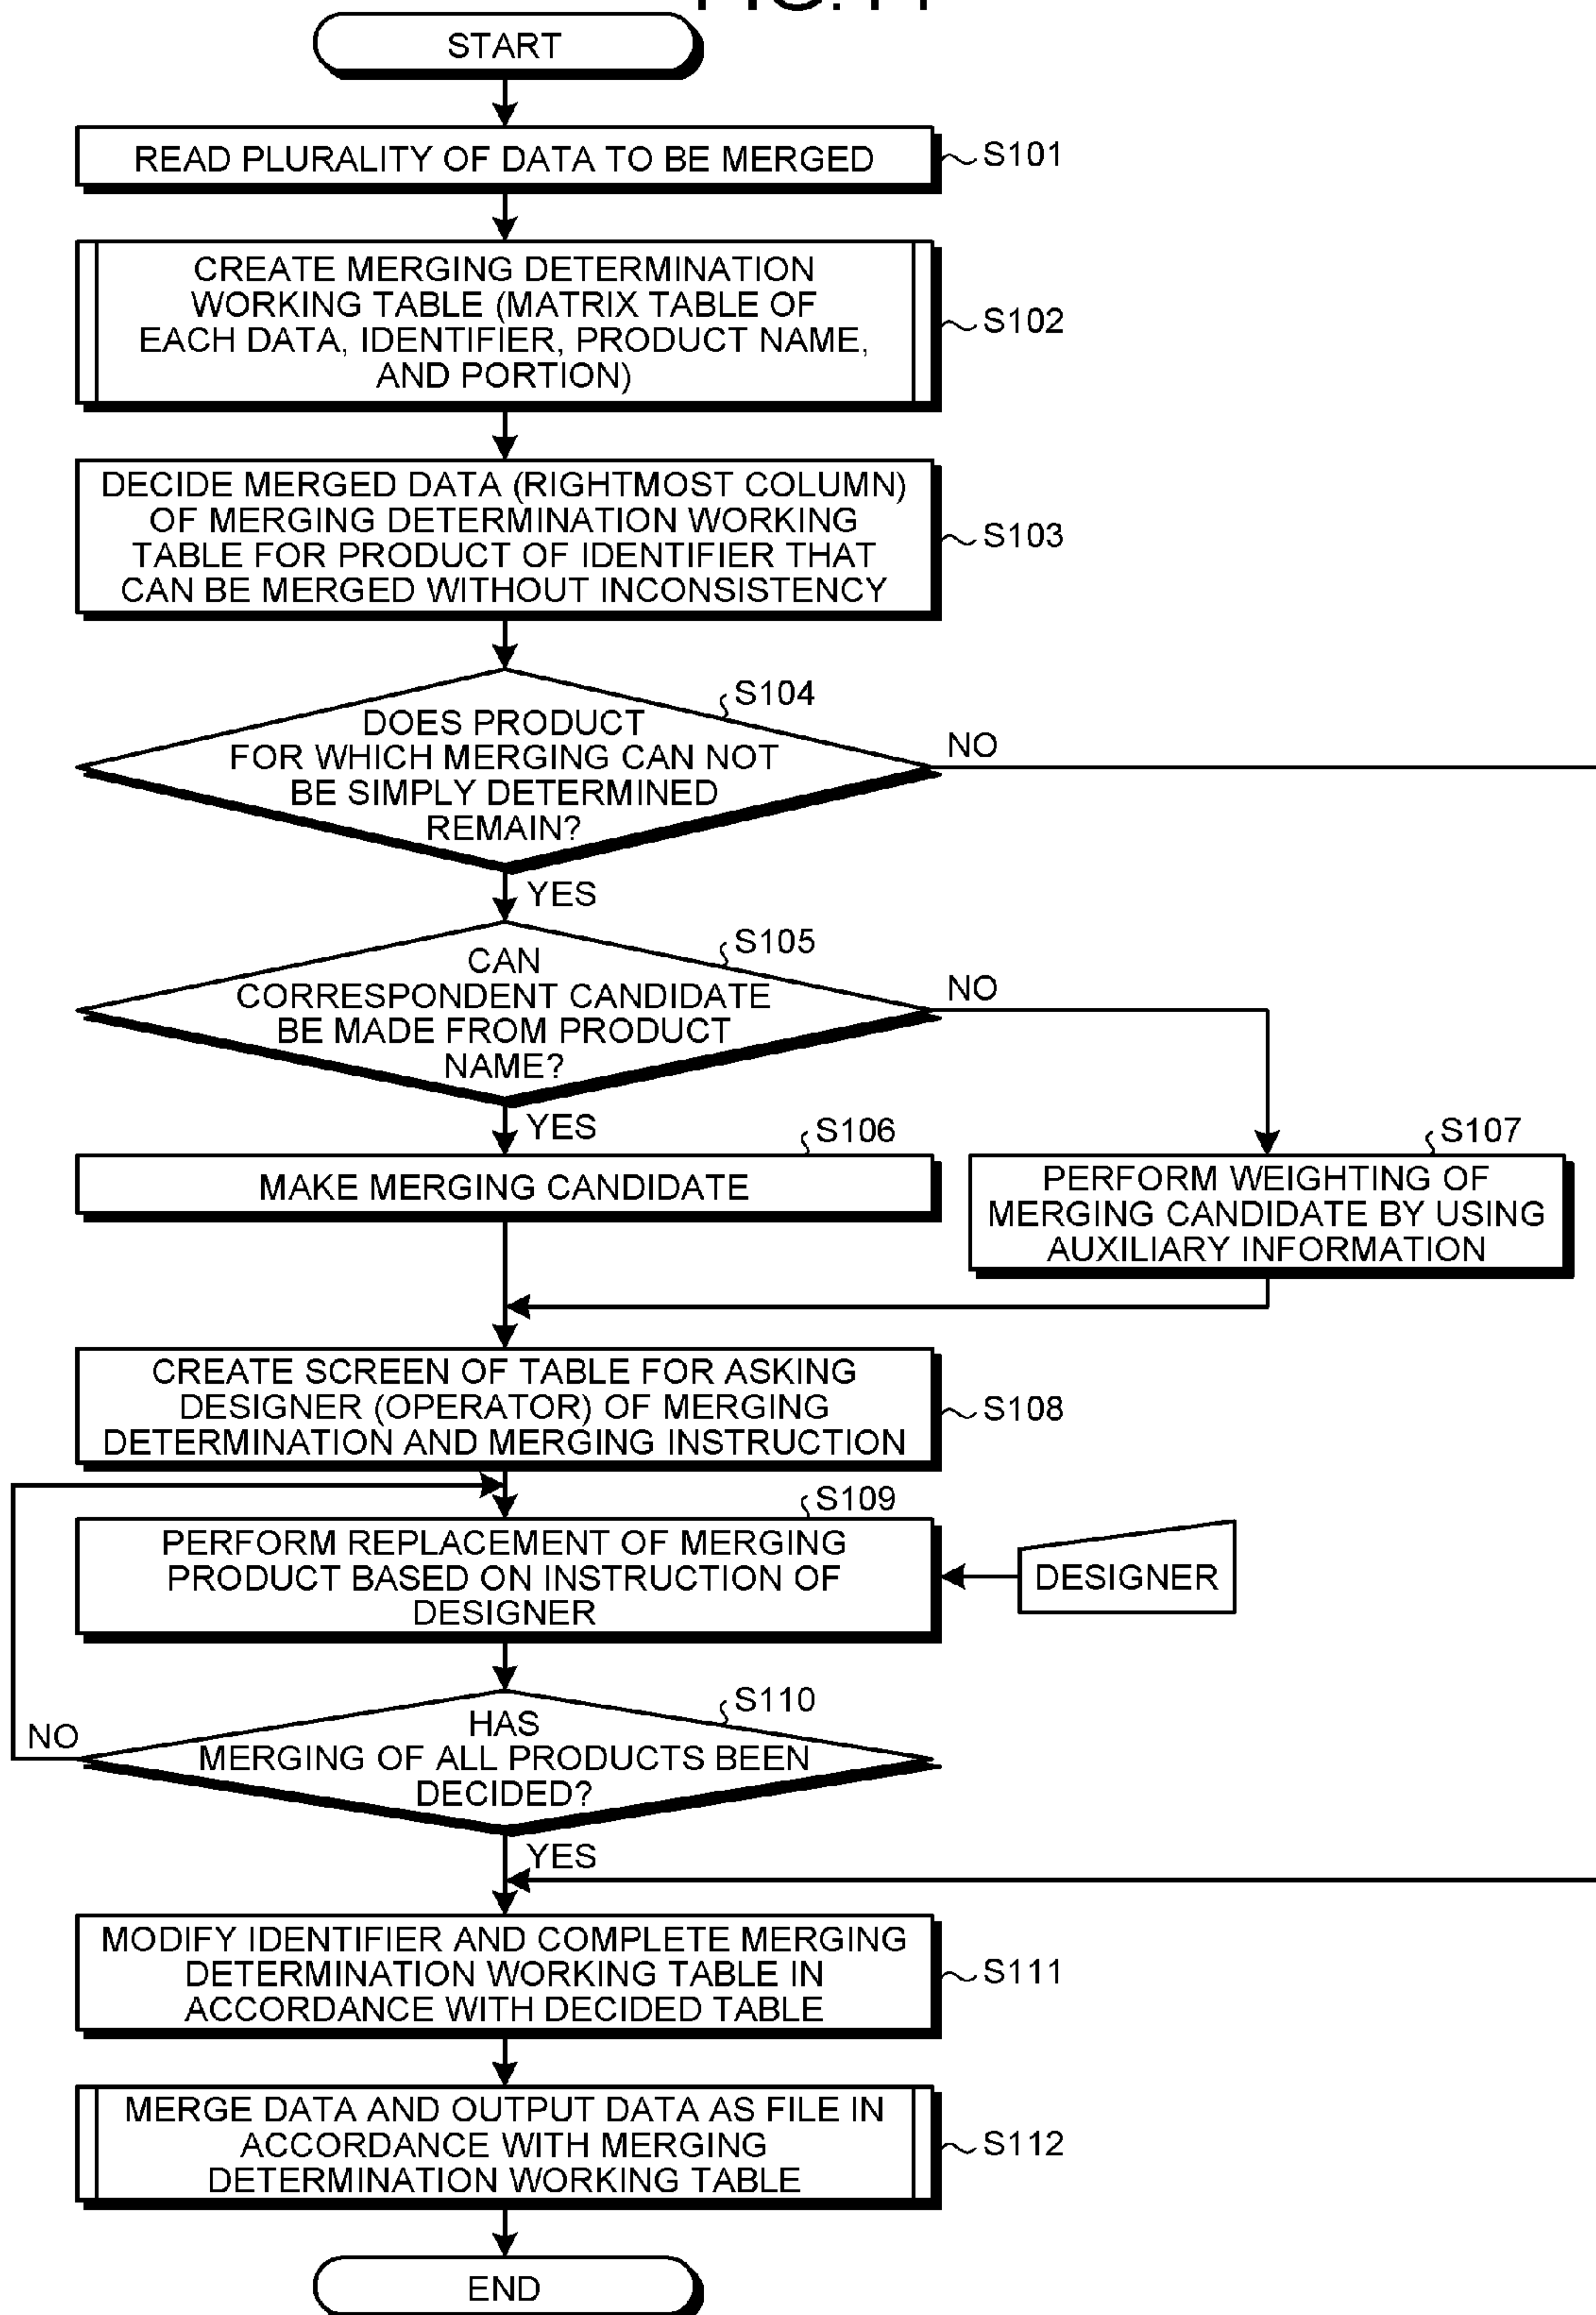 START
READ PLURALITY OF DATA TO BE MERGED
S101
CREATE MERGING DETERMINATION
WORKING TABLE (MATRIX TABLE OF
EACH DATA, IDENTIFIER, PRODUCT NAME,
AND PORTION)
S102
DECIDE MERGED DATA (RIGHTMOST COLUMN)
OF MERGING DETERMINATION WORKING
TABLE FOR PRODUCT OF IDENTIFIER THAT
CAN BE MERGED WITHOUT INCONSISTENCY
S103
S104
DOES PRODUCT
FOR WHICH MERGING CAN NOT
BE SIMPLY DETERMINED
REMAIN?
NO
YES
S105
CAN
CORRESPONDENT CANDIDATE
BE MADE FROM PRODUCT
NAME?
NO
YES
S106
MAKE MERGING CANDIDATE
S107
PERFORM WEIGHTING OF
MERGING CANDIDATE BY USING
AUXILIARY INFORMATION
CREATE SCREEN OF TABLE FOR ASKING
DESIGNER (OPERATOR) OF MERGING
DETERMINATION AND MERGING INSTRUCTION
S108
S109
PERFORM REPLACEMENT OF MERGING
PRODUCT BASED ON INSTRUCTION OF
DESIGNER
DESIGNER
S110
HAS
MERGING OF ALL PRODUCTS BEEN
DECIDED?
NO
YES
MODIFY IDENTIFIER AND COMPLETE MERGING
DETERMINATION WORKING TABLE IN
ACCORDANCE WITH DECIDED TABLE
S111
MERGE DATA AND OUTPUT DATA AS FILE IN
ACCORDANCE WITH MERGING
DETERMINATION WORKING TABLE
S112
END